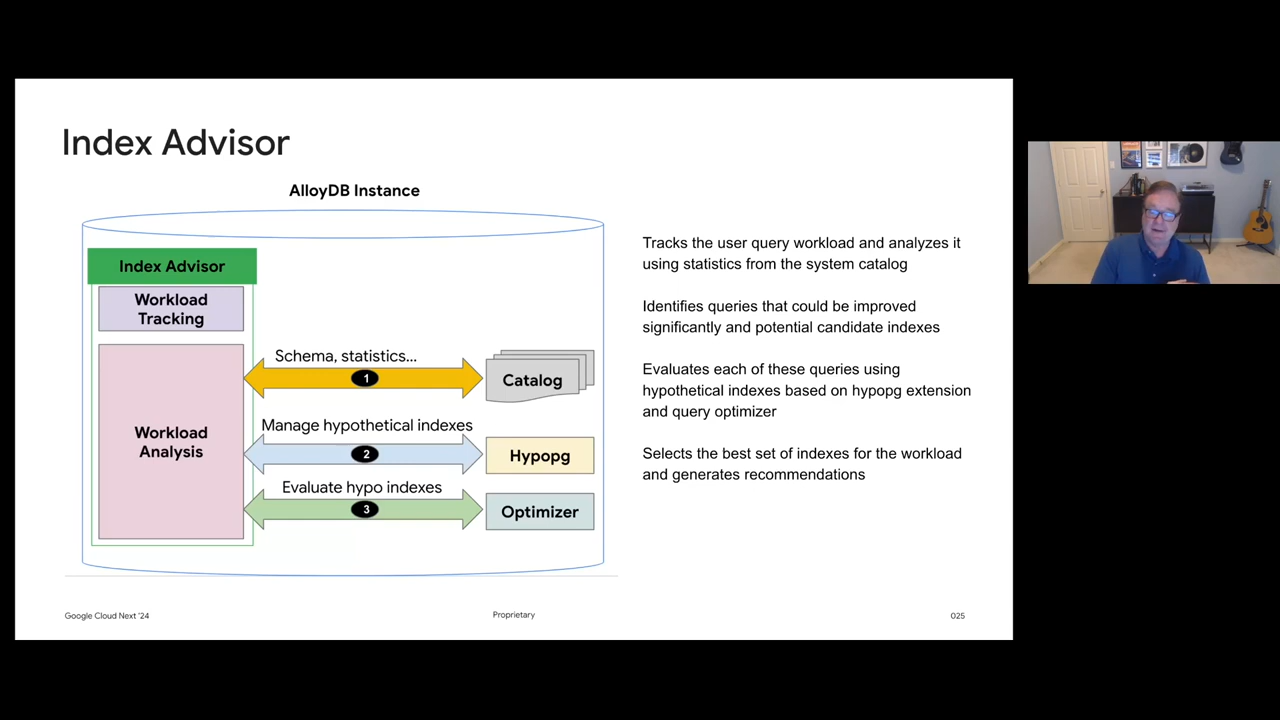 Index Advisor
AlloyDB Instance
Index Advisor
Workload
Tracking
Workload
Analysis
Schema, statistics...
1
Catalog
Manage hypothetical indexes
2
Hypopg
Evaluate hypo indexes
3
Optimizer
Tracks the user query workload and analyzes it
using statistics from the system catalog
Identifies queries that could be improved
significantly and potential candidate indexes
Evaluates each of these queries using
hypothetical indexes based on hypopg extension
and query optimizer
Selects the best set of indexes for the workload
and generates recommendations
Google Cloud Next '24
Proprietary
025